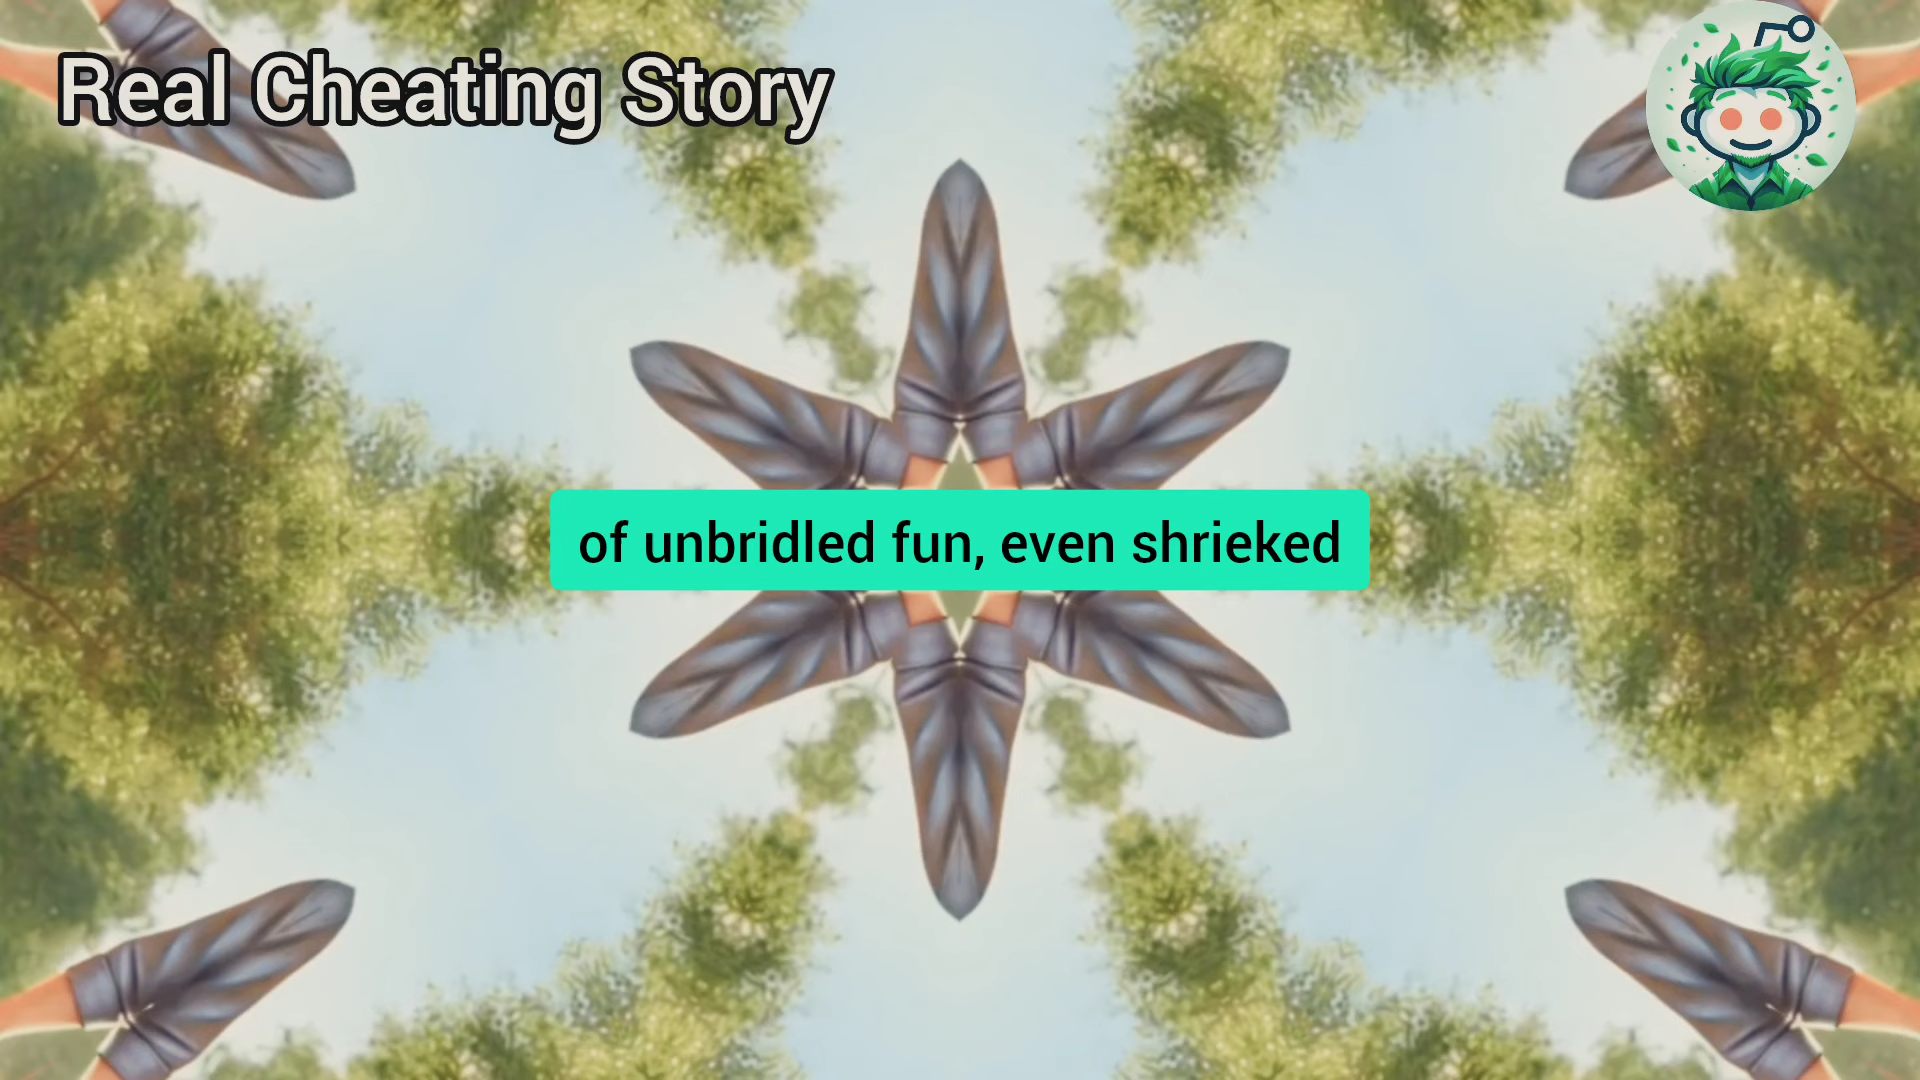 Real Cheating Story
of unbridled fun, even shrieked